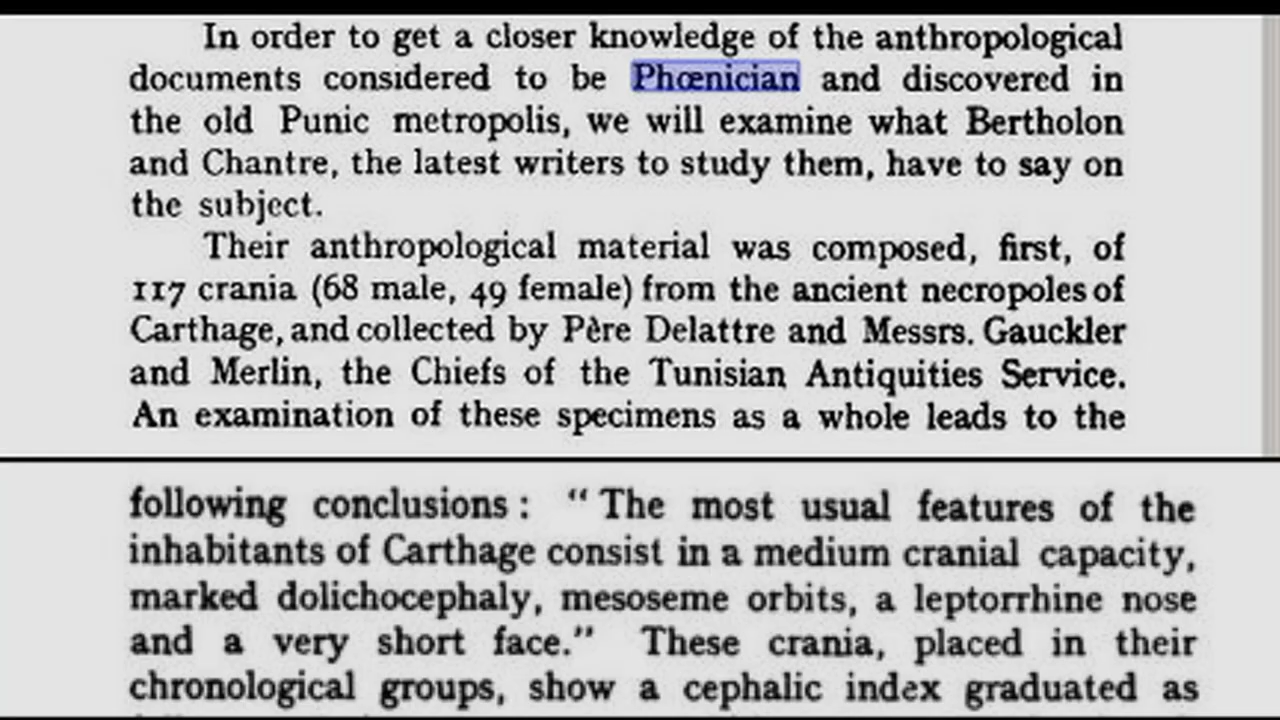 In order to get a closer knowledge of the anthropological
documents considered to be Phœnician and discovered in
the old Punic metropolis, we will examine what Bertholon
and Chantre, the latest writers to study them, have to say on
the subject.
Their anthropological material was composed, first, of
117 crania (68 male, 49 female) from the ancient necropoles of
Carthage, and collected by Père Delattre and Messrs. Gauckler
and Merlin, the Chiefs of the Tunisian Antiquities Service.
An examination of these specimens as a whole leads to the
following conclusions : “ The most usual features of the
inhabitants of Carthage consist in a medium cranial capacity,
marked dolichocephaly, mesoseme orbits, a leptorrhine nose
and a very short face.” These crania, placed in their
chronological groups, show a cephalic index graduated as